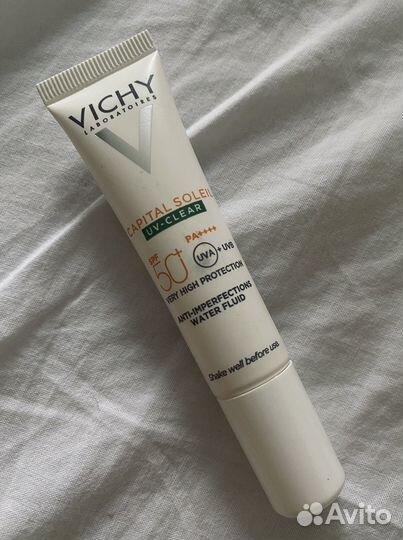 VICHY
LABORATOIRES
CAPITAL SOLEIL
UV-CLEAR
SPF 50+ PA++++
UVA + UVB
VERY HIGH PROTECTION
ANTI-IMPERFECTIONS
WATER FLUID
Shake well before use
Avito